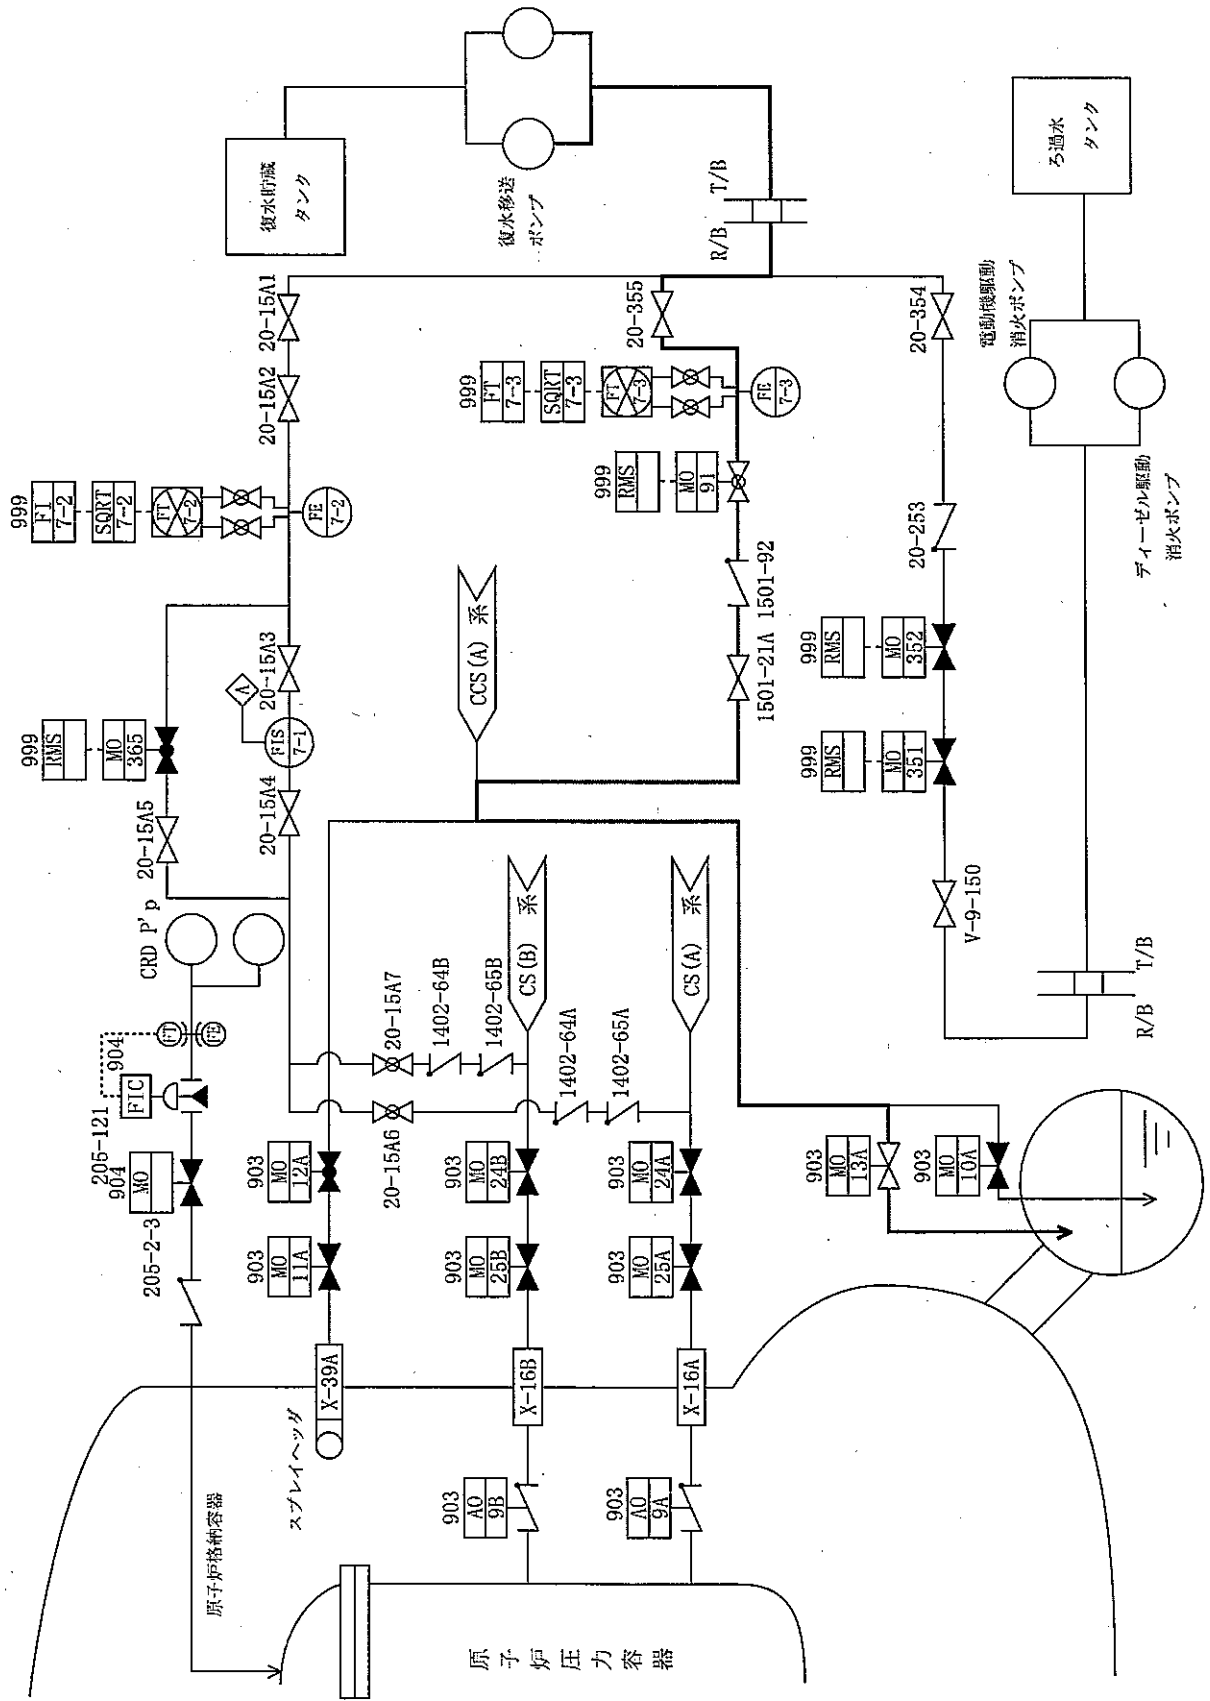 復水貯蔵
タンク
復水移送
ポンプ
R/B T/B
ろ過水
タンク
電動機駆動
消火ポンプ
ディーゼル駆動
消火ポンプ
R/B T/B
20-15A1
20-15A2
999
FI
7-2
SQRT
7-2
FT
7-2
FE
7-2
20-355
999
FT
7-3
SQRT
7-3
FT
7-3
FE
7-3
20-354
20-253
999
RMS
MO
91
1501-92
1501-21A
CCS(A) 系
999
RMS
MO
352
999
RMS
MO
351
V-9-150
20-15A3
A
FIS
7-1
20-15A4
999
RMS
MO
365
20-15A5
CRD P'p
FT
FE
904
FIC
205-121
904
MO
205-2-3
CS(B) 系
CS(A) 系
20-15A7
1402-64B
1402-65B
20-15A6
1402-64A
1402-65A
903
MO
12A
903
MO
11A
903
MO
24B
903
MO
25B
903
MO
24A
903
MO
25A
903
MO
13A
903
MO
10A
X-39A
スプレイヘッダ
X-16B
X-16A
903
AO
9B
903
AO
9A
原子炉格納容器
原子炉圧力容器